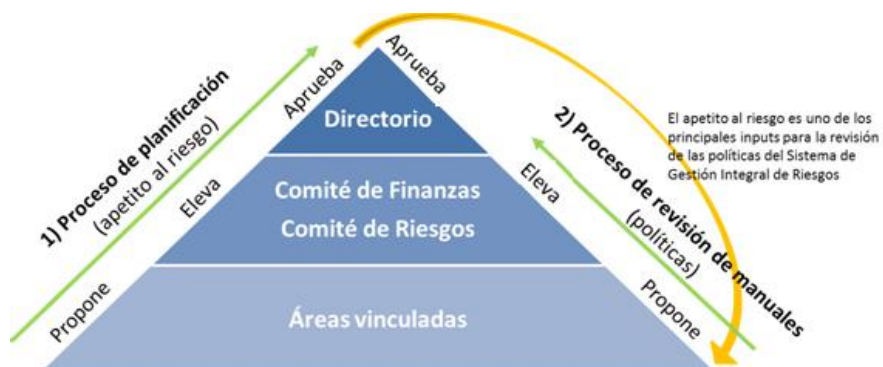 1) Proceso de planificación
(apetito al riesgo)
Propone
Eleva
Aprueba
Aprueba
Eleva
Propone
Directorio
Comité de Finanzas
Comité de Riesgos
Áreas vinculadas
2) Proceso de revisión de manuales
(políticas)
El apetito al riesgo es uno de los
principales inputs para la revisión
de las políticas del Sistema de
Gestión Integral de Riesgos